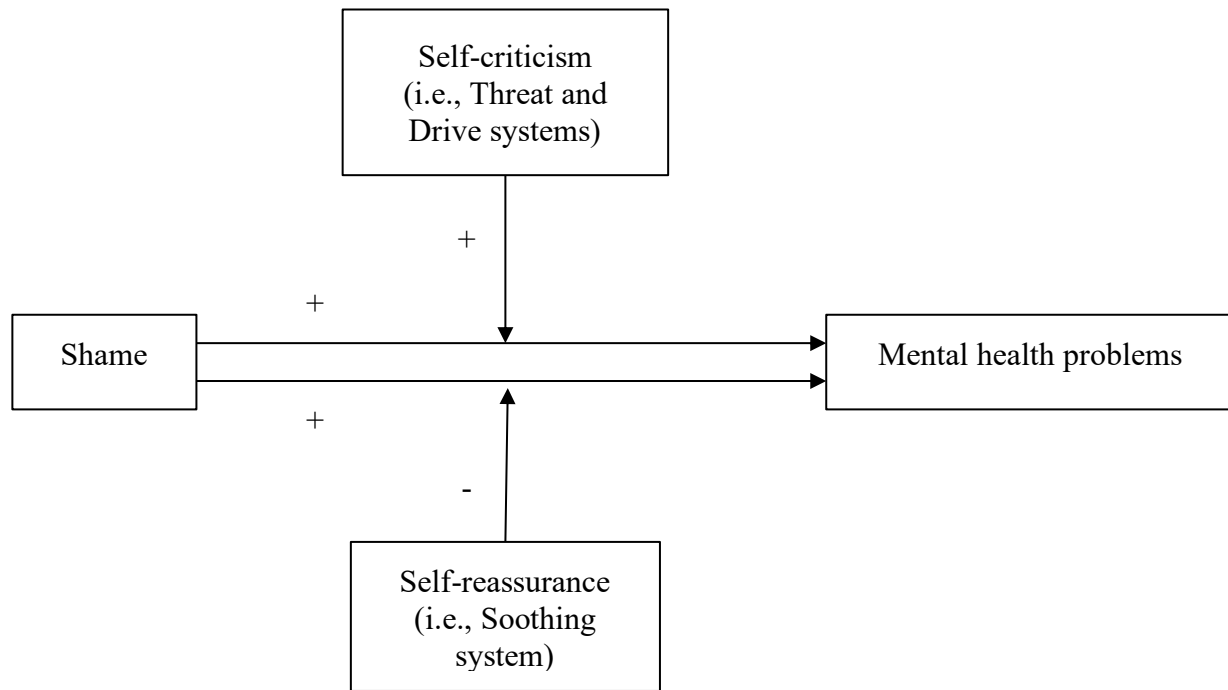 Self-criticism
(i.e., Threat and
Drive systems)
+
+
Shame
Mental health problems
+
-
Self-reassurance
(i.e., Soothing
system)